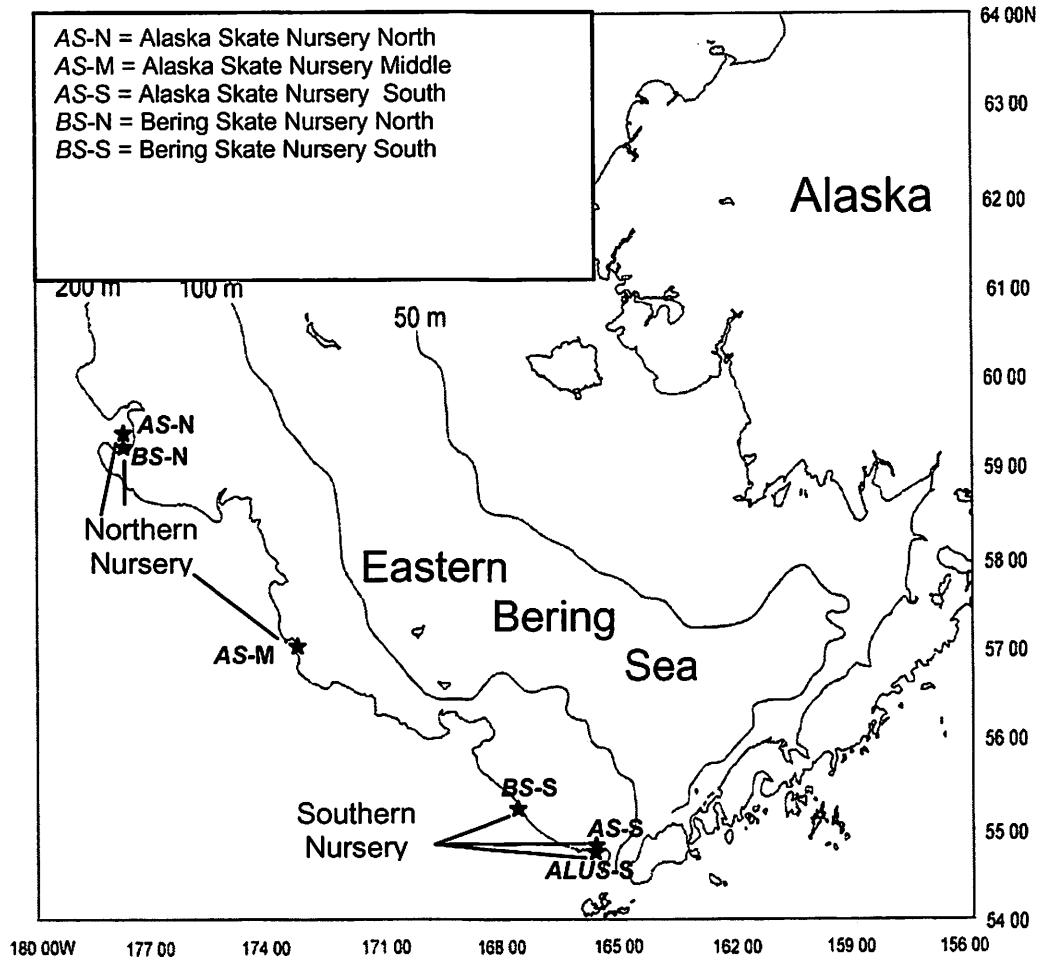 AS-N = Alaska Skate Nursery North
AS-M = Alaska Skate Nursery Middle
AS-S = Alaska Skate Nursery South
BS-N = Bering Skate Nursery North
BS-S = Bering Skate Nursery South
64 00N
63 00
62 00
61 00
60 00
59 00
58 00
57 00
56 00
55 00
54 00
Alaska
200 m
100 m
50 m
AS-N
BS-N
Northern
Nursery
Eastern
Bering
Sea
AS-M
BS-S
Southern
Nursery
AS-S
ALUS-S
180 00W
177 00
174 00
171 00
168 00
165 00
162 00
159 00
156 00